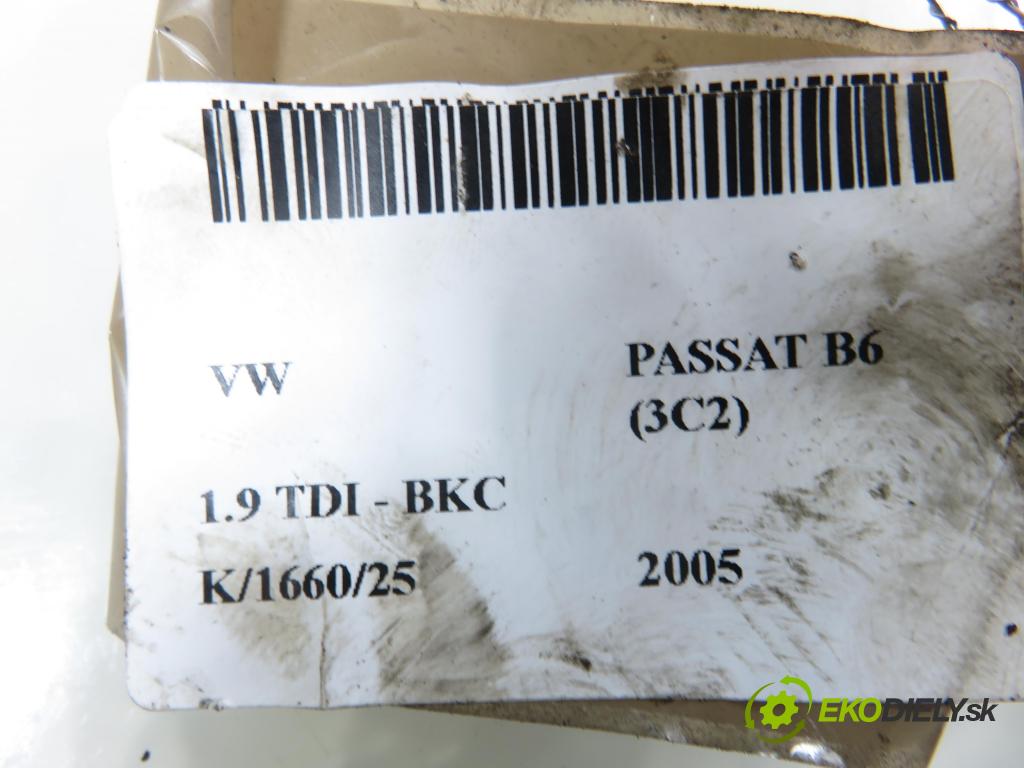 VW
PASSAT B6
(3C2)
1.9 TDI - BKC
K/1660/25
2005
EKODIELY.sk